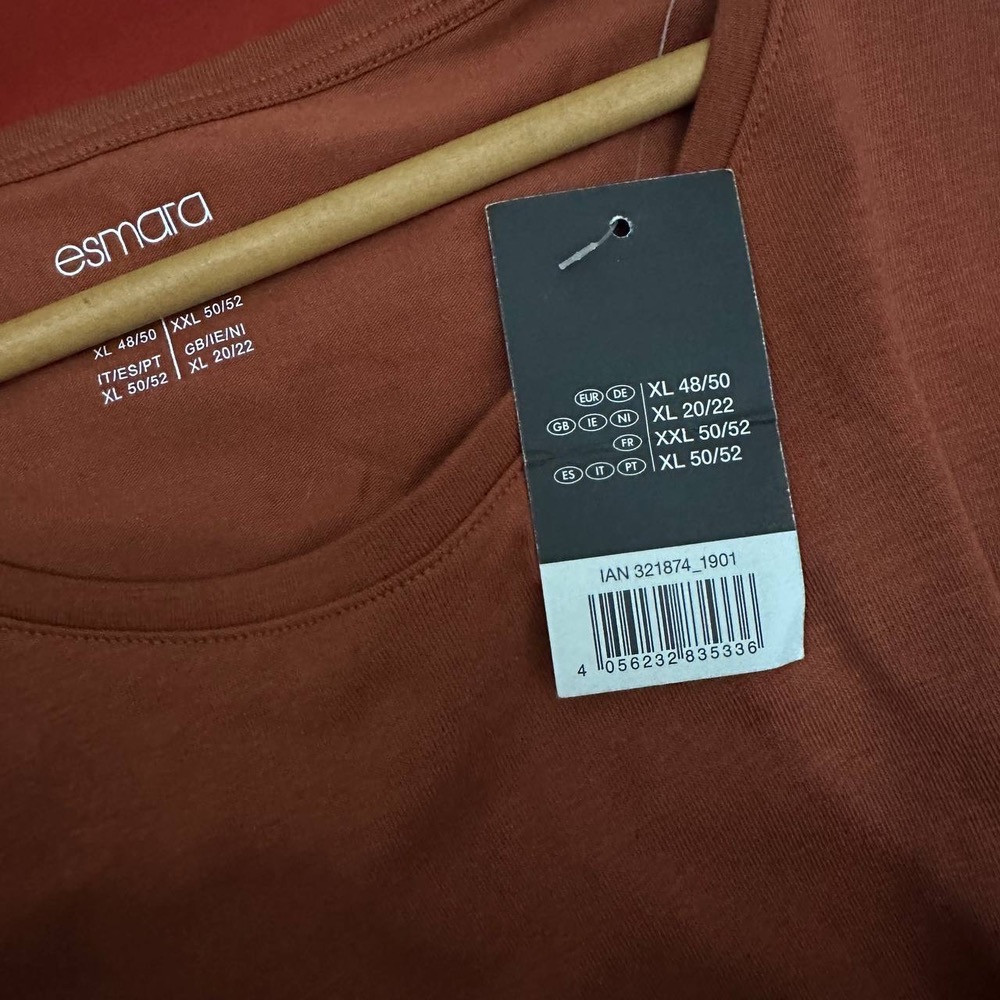 esmara
XL 48/50 XXL 50/52
IT/ES/PT GB/IE/NI
XL 50/52 XL 20/22
EUR DE XL 48/50
GB IE NI XL 20/22
FR XXL 50/52
ES IT PT XL 50/52
IAN 321874_1901
4 056232 835336